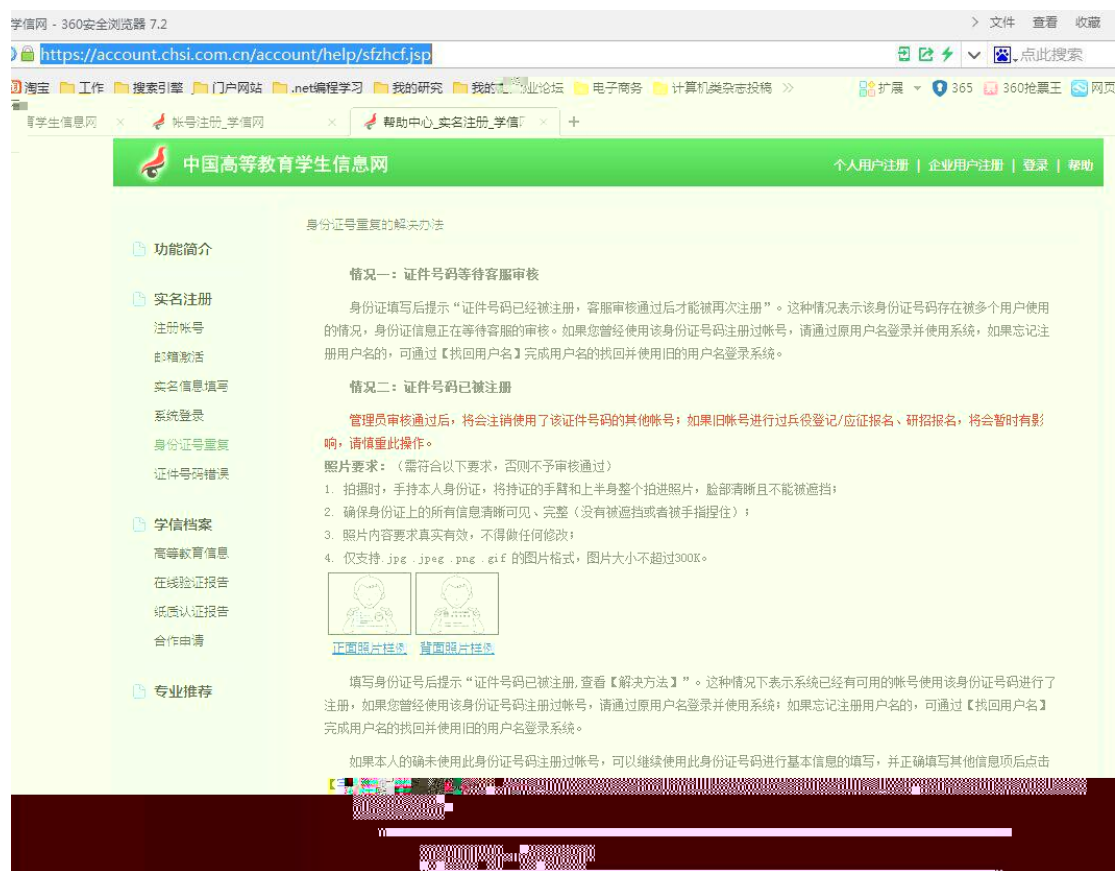 学信网 - 360安全浏览器 7.2
文件 查看 收藏
https://account.chsi.com.cn/account/help/sfzhcf.jsp
点此搜索
淘宝 工作 搜索引擎 门户网站 .net编程学习 我的研究 我的 业论坛 电子商务 计算机类杂志投稿 扩展 365 360抢票王 网页
育学生信息网 帐号注册_学信网 帮助中心_实名注册_学信
中国高等教育学生信息网
个人用户注册 | 企业用户注册 | 登录 | 帮助
功能简介
实名注册
注册帐号
邮箱激活
实名信息填写
系统登录
身份证号重复
证件号码错误
学信档案
高等教育信息
在线验证报告
纸质认证报告
合作申请
专业推荐
身份证号重复的解决办法
情况一：证件号码等待客服审核
身份证填写后提示“证件号码已经被注册，客服审核通过后才能被再次注册”。这种情况表示该身份证号码存在被多个用户使用
的情况，身份证信息正在等待客服的审核。如果您曾经使用该身份证号码注册过帐号，请通过原用户名登录并使用系统，如果忘记注
册用户名的，可通过【找回用户名】完成用户名的找回并使用旧的用户名登录系统。
情况二：证件号码已被注册
管理员审核通过后，将会注销使用了该证件号码的其他帐号；如果旧帐号进行过兵役登记/应征报名、研招报名，将会暂时有影
响，请慎重此操作。
照片要求：（需符合以下要求，否则不予审核通过）
1. 拍摄时，手持本人身份证，将持证的手臂和上半身整个拍进照片，脸部清晰且不能被遮挡；
2. 确保身份证上的所有信息清晰可见、完整（没有被遮挡或者被手指捏住）；
3. 照片内容要求真实有效，不得做任何修改；
4. 仅支持.jpg .jpeg .png .gif 的图片格式，图片大小不超过300K。
正面照片样例 背面照片样例
填写身份证号后提示“证件号码已被注册,查看【解决方法】”。这种情况下表示系统已经有可用的帐号使用该身份证号码进行了
注册，如果您曾经使用该身份证号码注册过帐号，请通过原用户名登录并使用系统；如果忘记注册用户名的，可通过【找回用户名】
完成用户名的找回并使用旧的用户名登录系统。
如果本人的确未使用此身份证号码注册过帐号，可以继续使用此身份证号码进行基本信息的填写，并正确填写其他信息项后点击